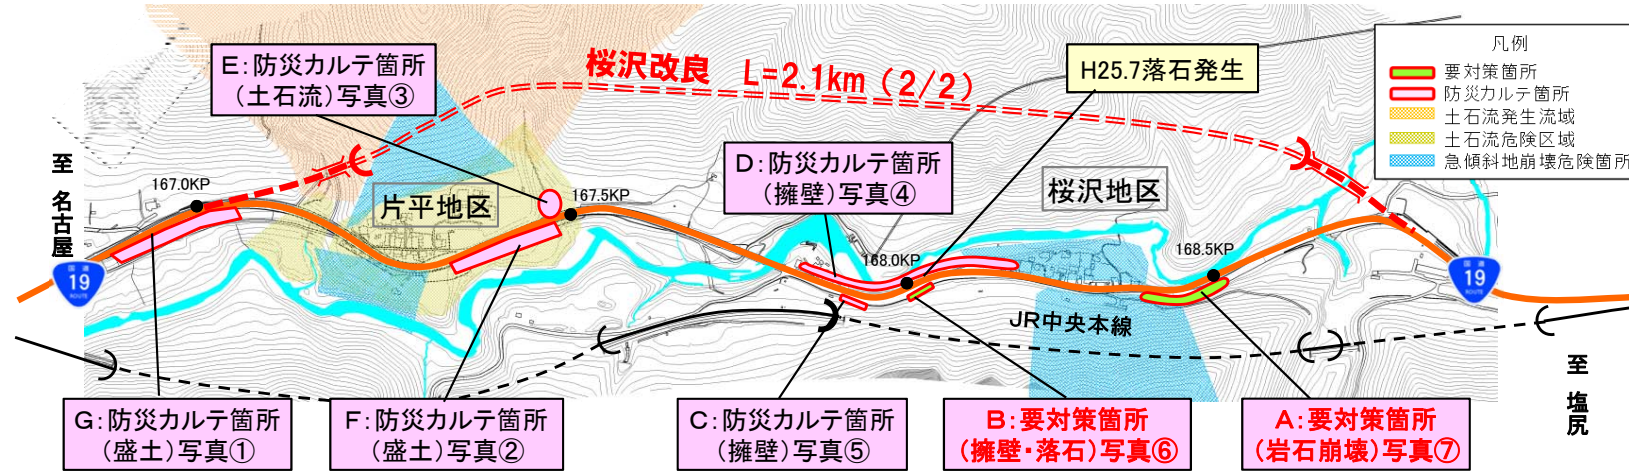 E：防災カルテ箇所
（土石流）写真③
桜沢改良　L=2.1km（2/2）
H25.7落石発生
凡例
要対策箇所
防災カルテ箇所
土石流発生流域
土石流危険区域
急傾斜地崩壊危険箇所
至 名古屋
167.0KP
片平地区
167.5KP
D：防災カルテ箇所
（擁壁）写真④
桜沢地区
168.0KP
168.5KP
国道
19
ROUTE
国道
19
ROUTE
JR中央本線
至 塩尻
G：防災カルテ箇所
（盛土）写真①
F：防災カルテ箇所
（盛土）写真②
C：防災カルテ箇所
（擁壁）写真⑤
B：要対策箇所
（擁壁・落石）写真⑥
A：要対策箇所
（岩石崩壊）写真⑦